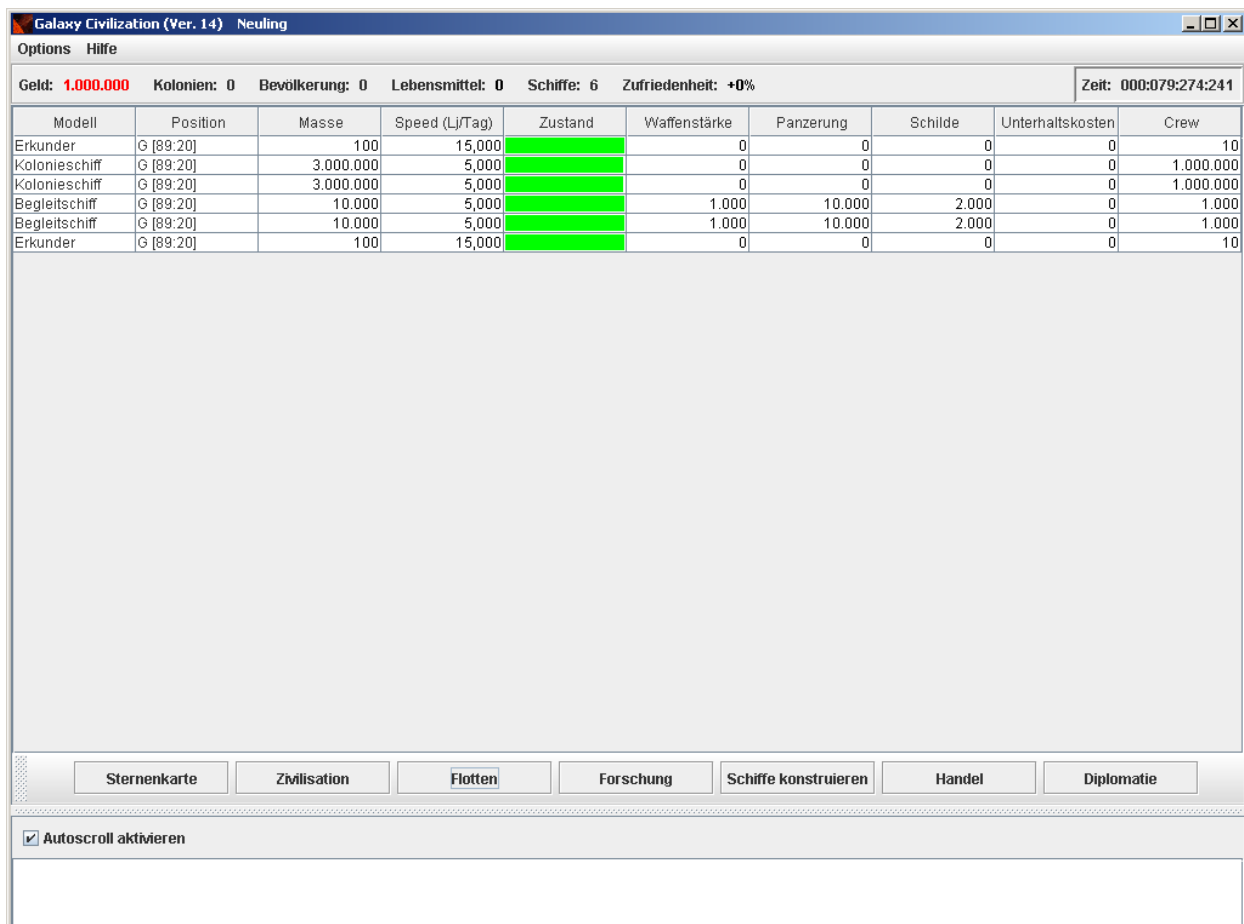 Galaxy Civilization (Ver. 14) Neuling
Options Hilfe
Geld: 1.000.000 Kolonien: 0 Bevölkerung: 0 Lebensmittel: 0 Schiffe: 6 Zufriedenheit: +0% Zeit: 000:079:274:241
Modell Position Masse Speed (Lj/Tag) Zustand Waffenstärke Panzerung Schilde Unterhaltskosten Crew
Erkunder G [89:20] 100 15,000 0 0 0 0 10
Kolonieschiff G [89:20] 3.000.000 5,000 0 0 0 0 1.000.000
Kolonieschiff G [89:20] 3.000.000 5,000 0 0 0 0 1.000.000
Begleitschiff G [89:20] 10.000 5,000 1.000 10.000 2.000 0 1.000
Begleitschiff G [89:20] 10.000 5,000 1.000 10.000 2.000 0 1.000
Erkunder G [89:20] 100 15,000 0 0 0 0 10
Sternenkarte Zivilisation Flotten Forschung Schiffe konstruieren Handel Diplomatie
Autoscroll aktivieren